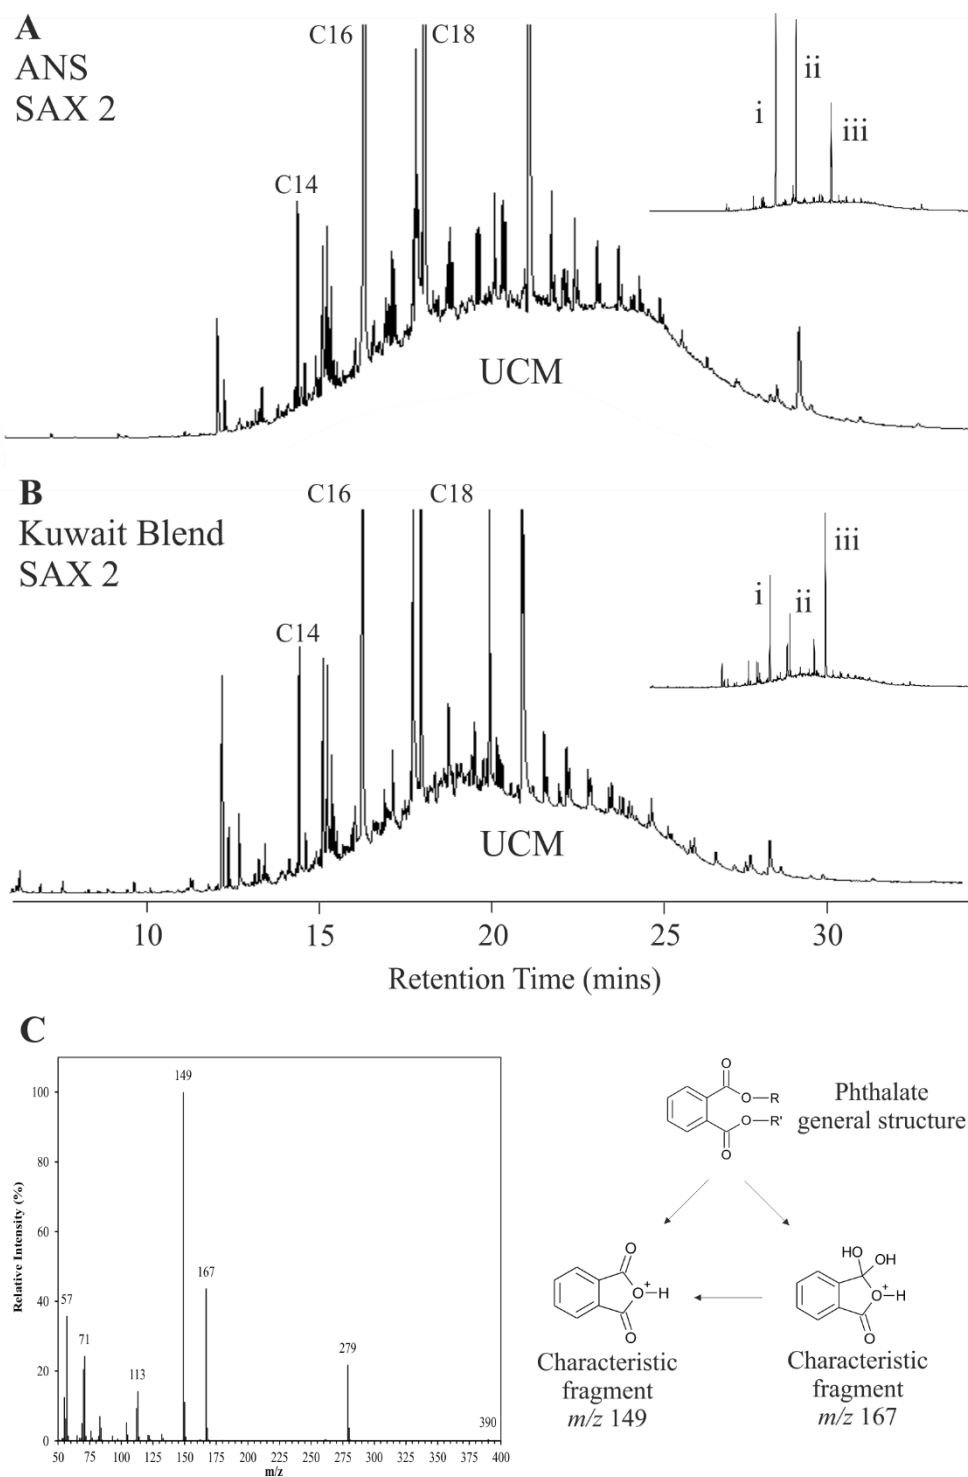 A
ANS
SAX 2
C16
C18
C14
UCM
i
ii
iii
B
Kuwait Blend
SAX 2
C16
C18
C14
UCM
i
ii
iii
10 15 20 25 30
Retention Time (mins)
C
Relative Intensity (%)
100
80
60
40
20
0
57
71
113
149
167
279
390
50 75 100 125 150 175 200 225 250 275 300 325 350 375 400
m/z
O
O—R
O—R'
O
Phthalate
general structure
O
O+—H
O
Characteristic
fragment
m/z 149
HO OH
O+—H
O
Characteristic
fragment
m/z 167